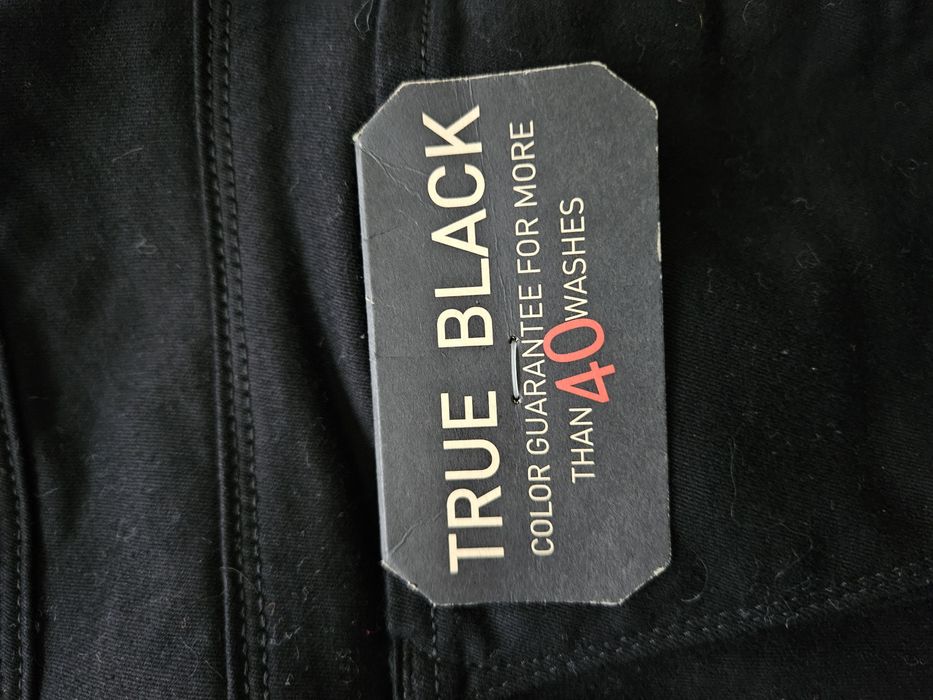 TRUE BLACK
COLOR GUARANTEE FOR MORE
THAN 40 WASHES